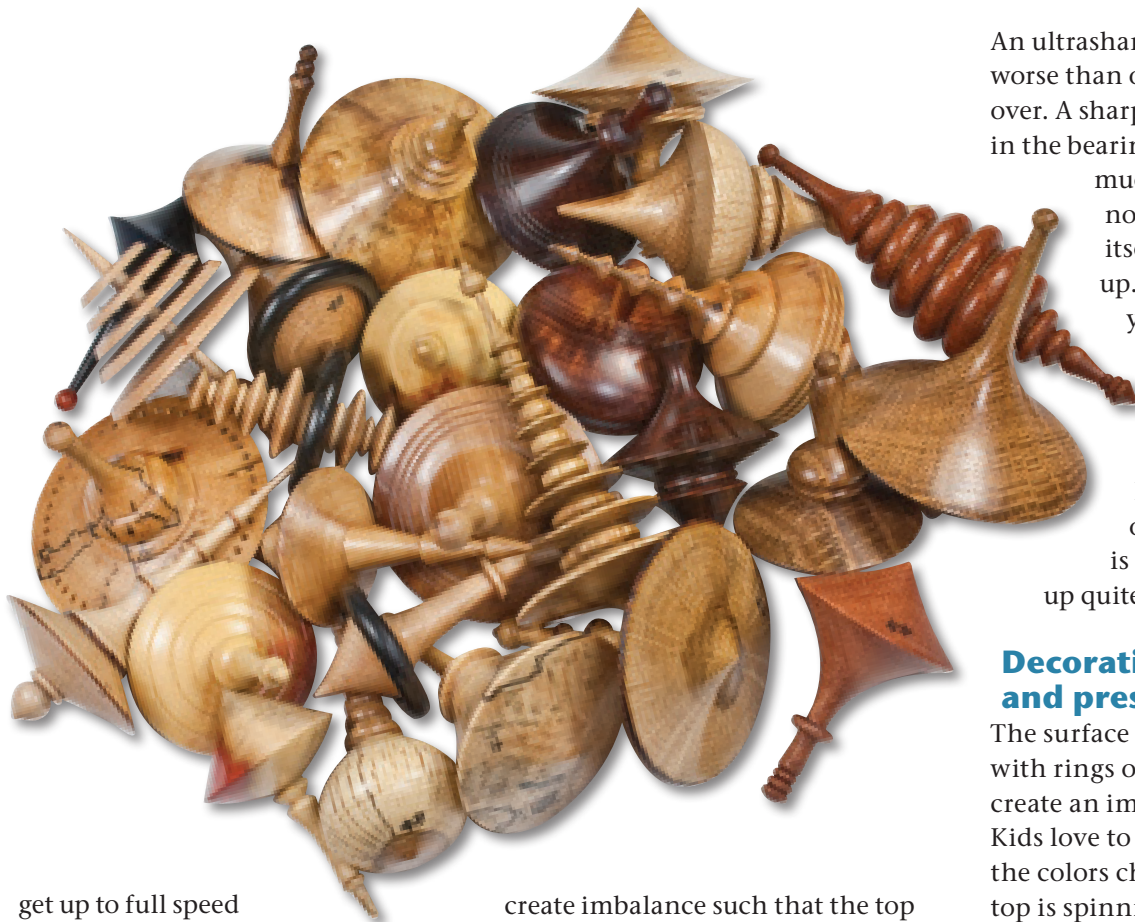 get up to full speed
create imbalance such that the top
An ultrashar
worse than o
over. A sharp
in the bearin
muc
no
itse
up.
y
is
up quite
Decorati
and pres
The surface
with rings o
create an im
Kids love to
the colors ch
top is spinni